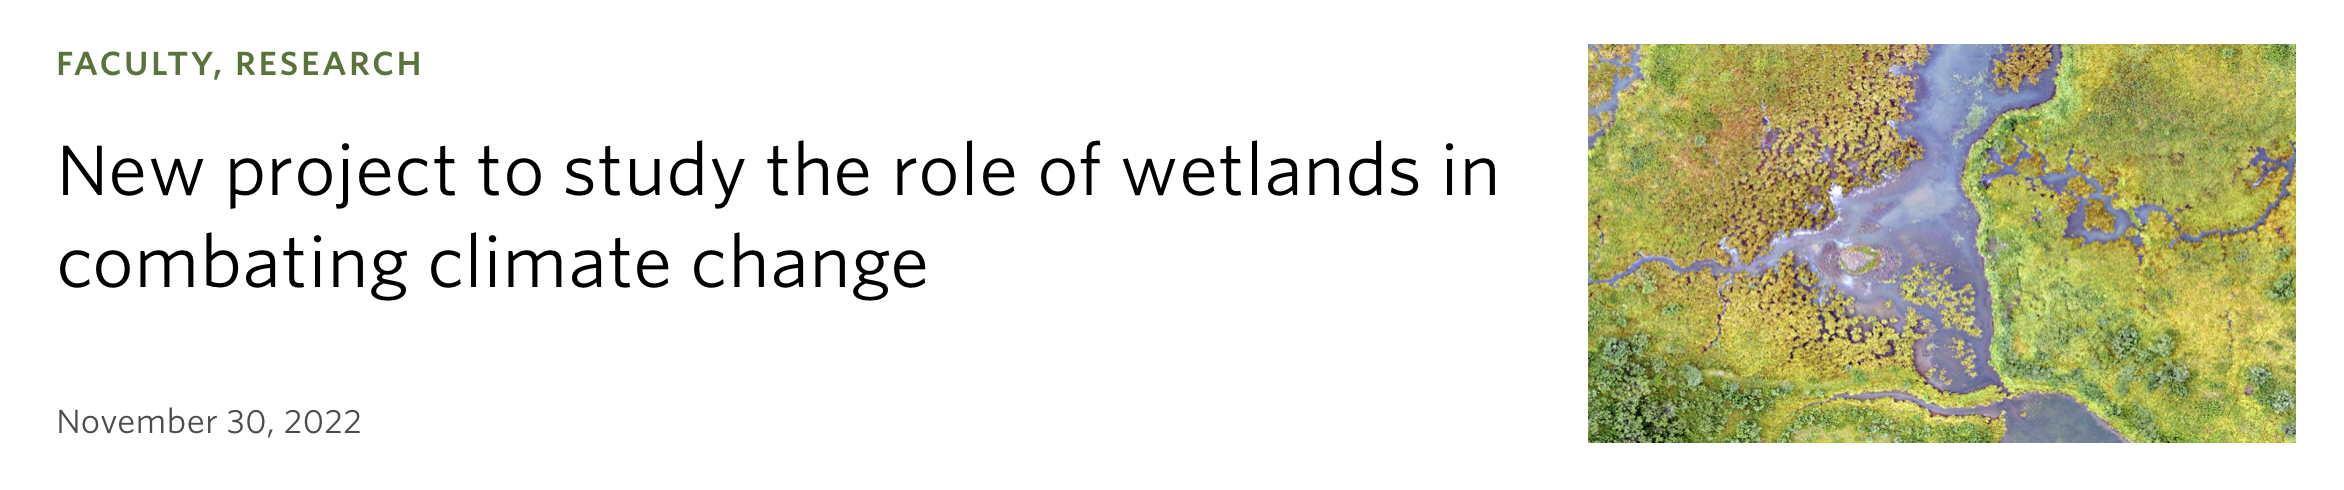 FACULTY, RESEARCH
New project to study the role of wetlands in
combating climate change
November 30, 2022